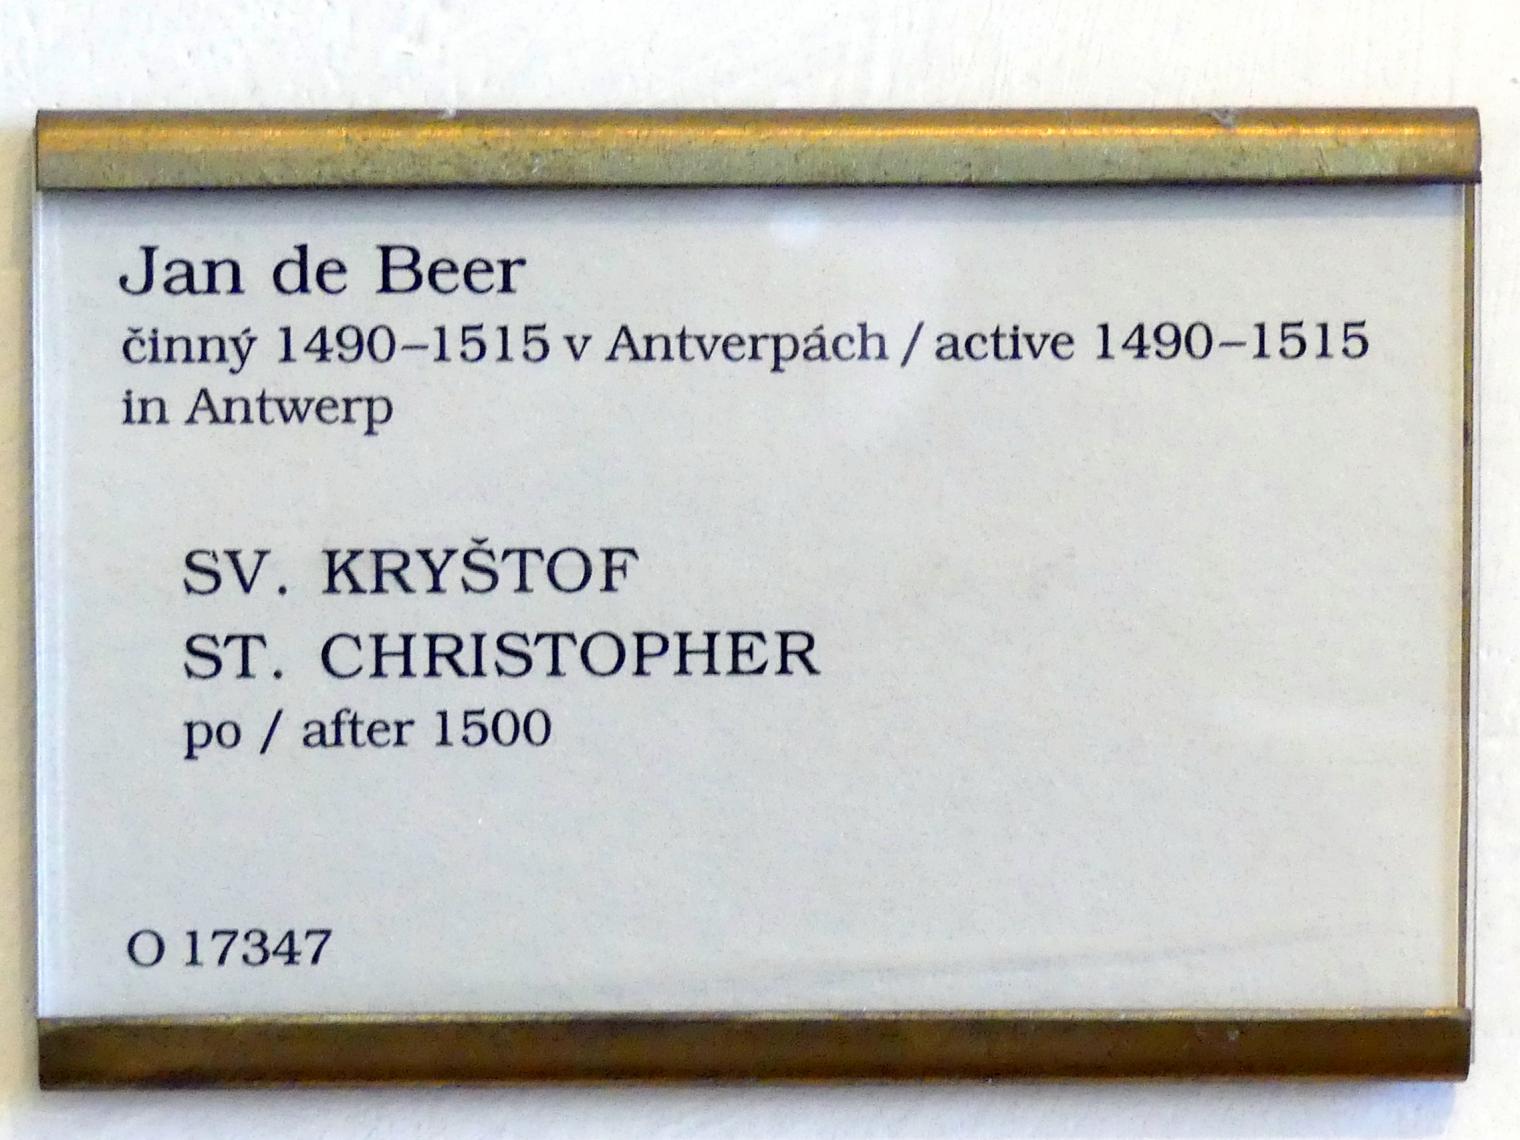 Jan de Beer
činný 1490–1515 v Antverpách / active 1490–1515
in Antwerp
SV. KRYŠTOF
ST. CHRISTOPHER
po / after 1500
O 17347